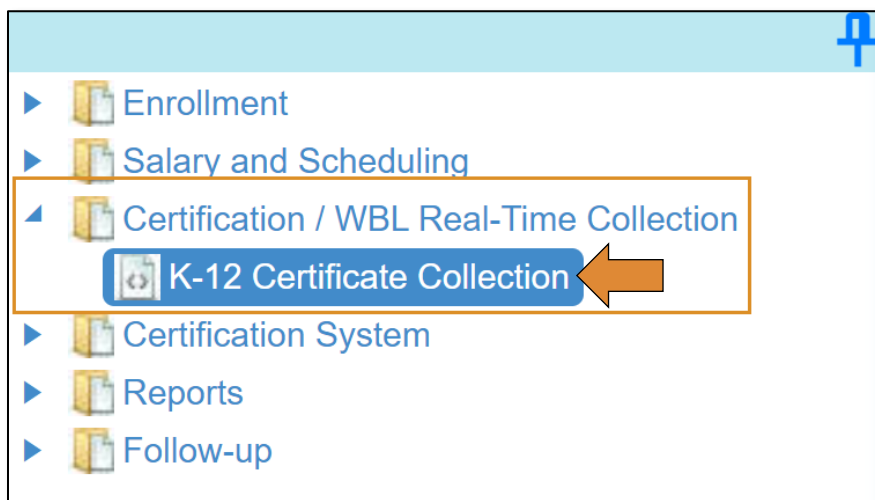 Enrollment
Salary and Scheduling
Certification / WBL Real-Time Collection
K-12 Certificate Collection
Certification System
Reports
Follow-up